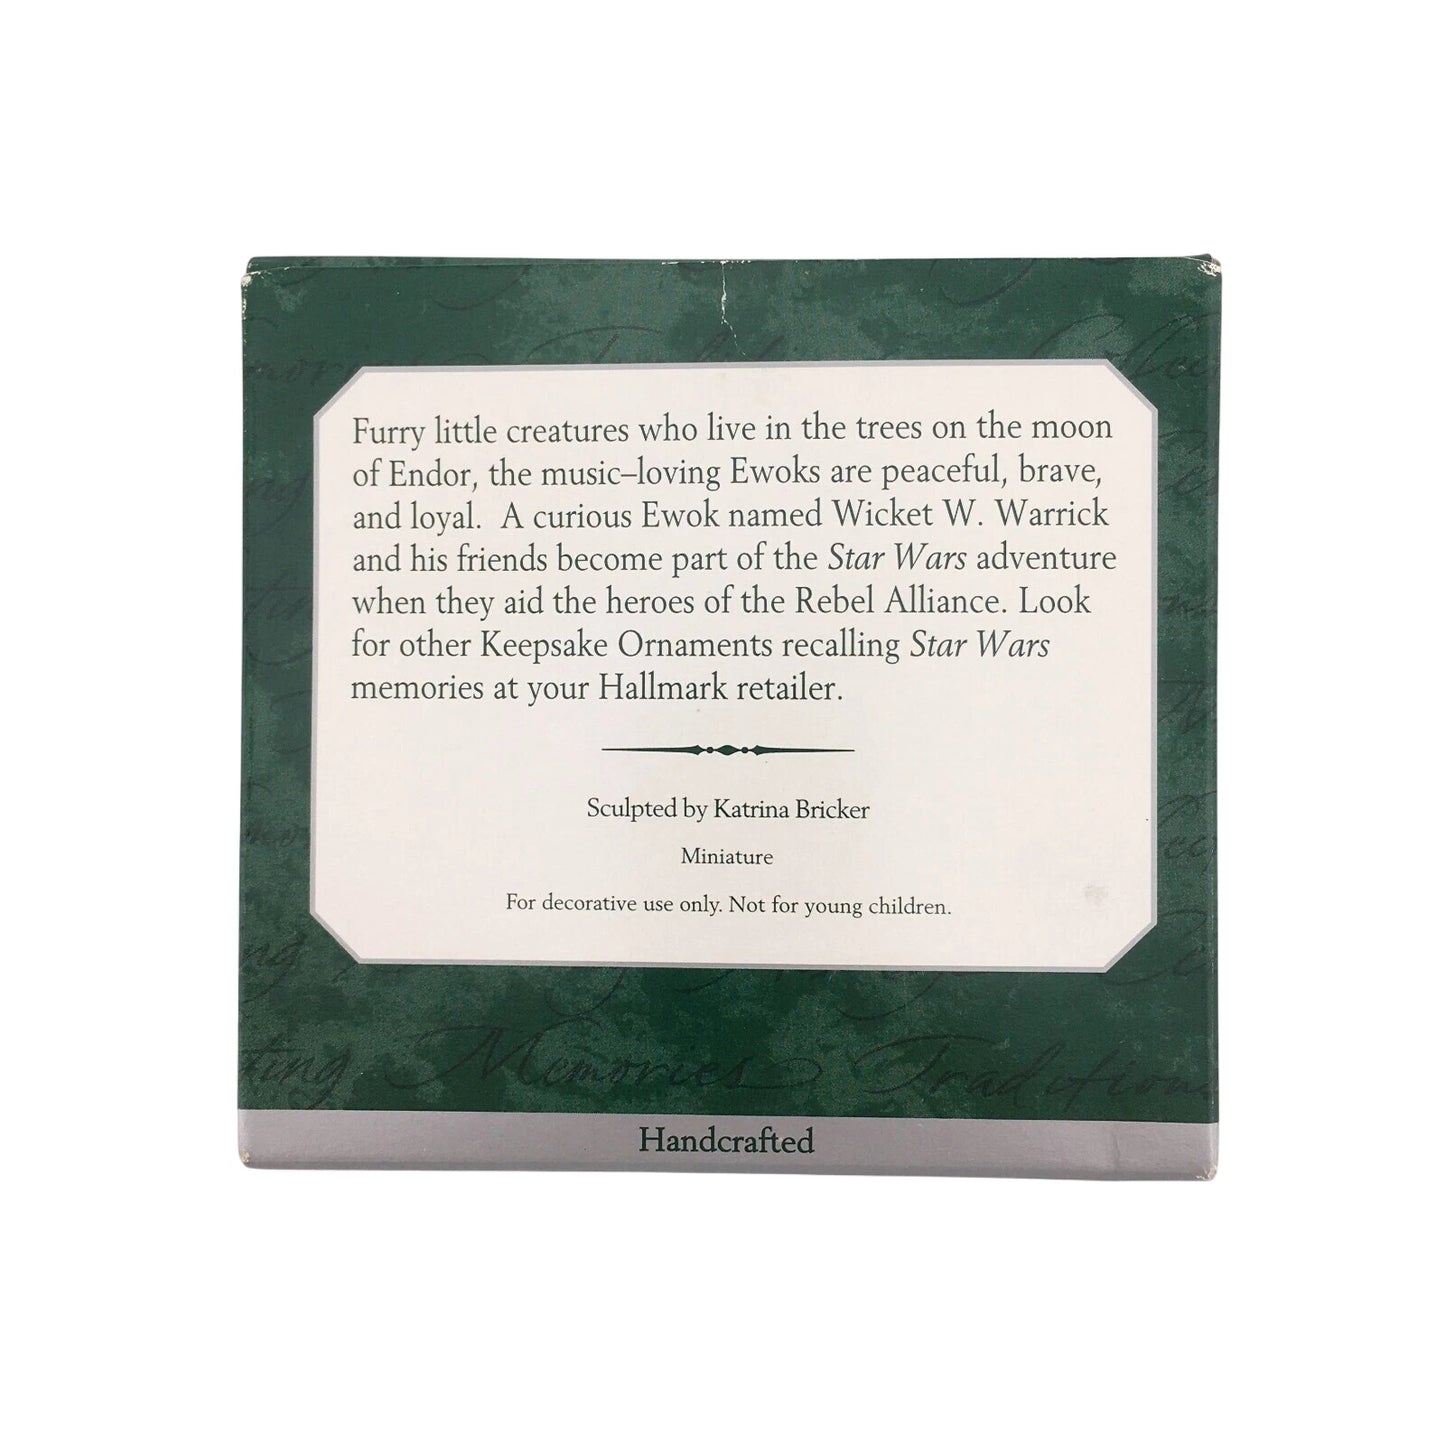 Furry little creatures who live in the trees on the moon
of Endor, the music–loving Ewoks are peaceful, brave,
and loyal.  A curious Ewok named Wicket W. Warrick
and his friends become part of the Star Wars adventure
when they aid the heroes of the Rebel Alliance. Look
for other Keepsake Ornaments recalling Star Wars
memories at your Hallmark retailer.
Sculpted by Katrina Bricker
Miniature
For decorative use only. Not for young children.
ting Memories Traditions
Handcrafted